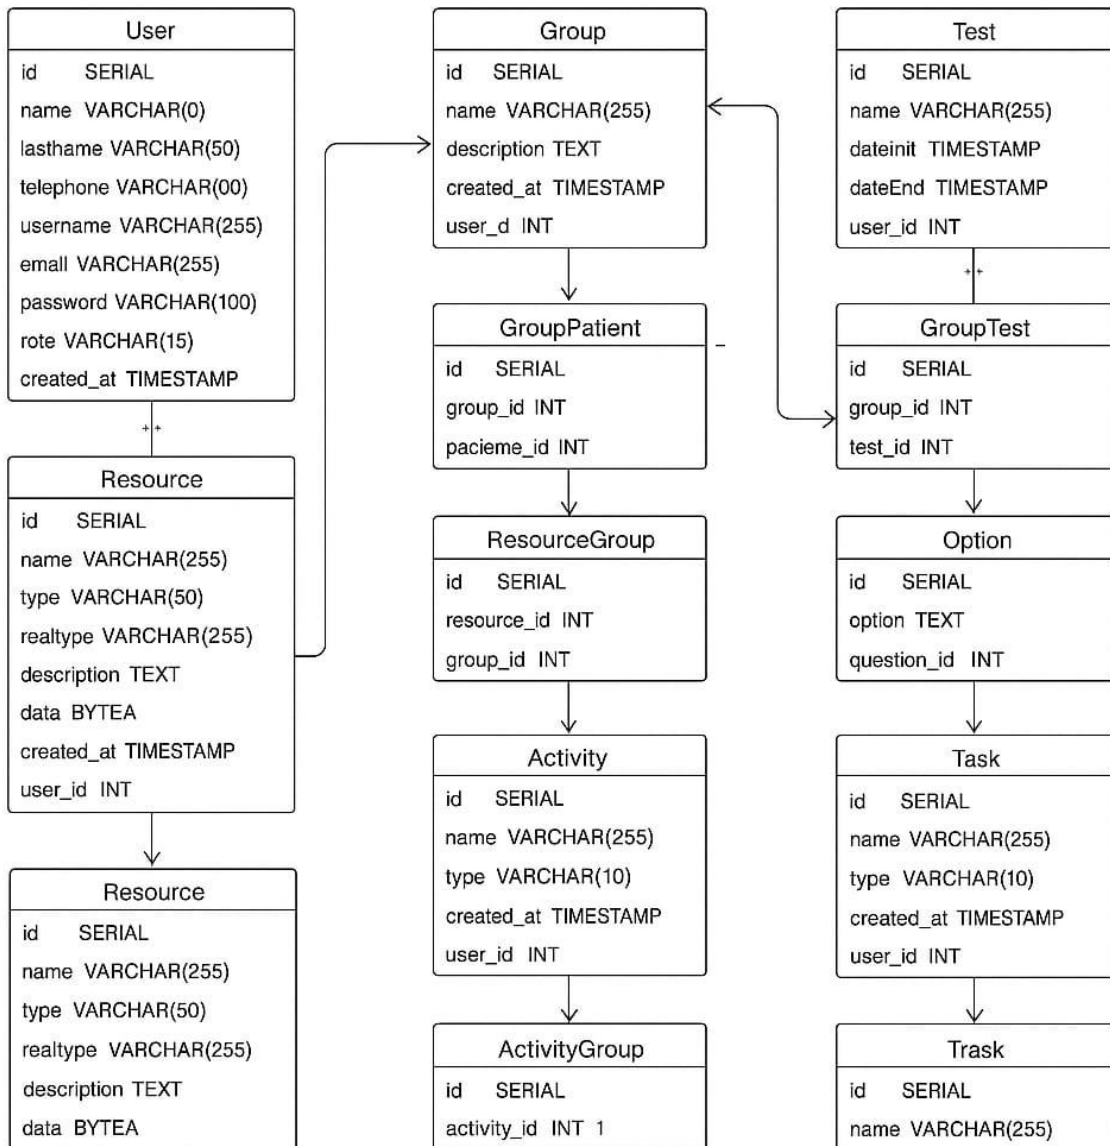 User
id SERIAL
name VARCHAR(0)
lasthame VARCHAR(50)
telephone VARCHAR(00)
username VARCHAR(255)
emall VARCHAR(255)
password VARCHAR(100)
rote VARCHAR(15)
created_at TIMESTAMP
Resource
id SERIAL
name VARCHAR(255)
type VARCHAR(50)
realtype VARCHAR(255)
description TEXT
data BYTEA
created_at TIMESTAMP
user_id INT
Resource
id SERIAL
name VARCHAR(255)
type VARCHAR(50)
realtype VARCHAR(255)
description TEXT
data BYTEA
Group
id SERIAL
name VARCHAR(255)
description TEXT
created_at TIMESTAMP
user_d INT
GroupPatient
id SERIAL
group_id INT
pacieme_id INT
ResourceGroup
id SERIAL
resource_id INT
group_id INT
Activity
id SERIAL
name VARCHAR(255)
type VARCHAR(10)
created_at TIMESTAMP
user_id INT
ActivityGroup
id SERIAL
activity_id INT 1
Test
id SERIAL
name VARCHAR(255)
dateinit TIMESTAMP
dateEnd TIMESTAMP
user_id INT
GroupTest
id SERIAL
group_id INT
test_id INT
Option
id SERIAL
option TEXT
question_id INT
Task
id SERIAL
name VARCHAR(255)
type VARCHAR(10)
created_at TIMESTAMP
user_id INT
Trask
id SERIAL
name VARCHAR(255)